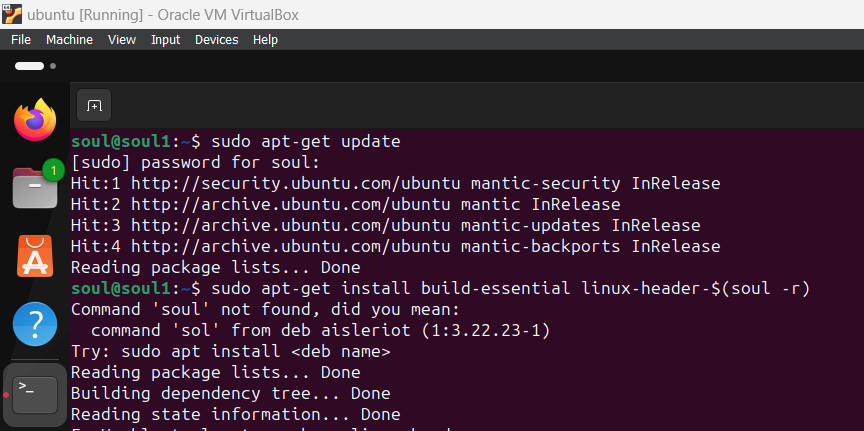 ubuntu [Running] - Oracle VM VirtualBox
File Machine View Input Devices Help
soul@soul1:~$ sudo apt-get update
[sudo] password for soul:
Hit:1 http://security.ubuntu.com/ubuntu mantic-security InRelease
Hit:2 http://archive.ubuntu.com/ubuntu mantic InRelease
Hit:3 http://archive.ubuntu.com/ubuntu mantic-updates InRelease
Hit:4 http://archive.ubuntu.com/ubuntu mantic-backports InRelease
Reading package lists... Done
soul@soul1:~$ sudo apt-get install build-essential linux-header-$(soul -r)
Command 'soul' not found, did you mean:
  command 'sol' from deb aisleriot (1:3.22.23-1)
Try: sudo apt install <deb name>
Reading package lists... Done
Building dependency tree... Done
Reading state information... Done
1
?
>_